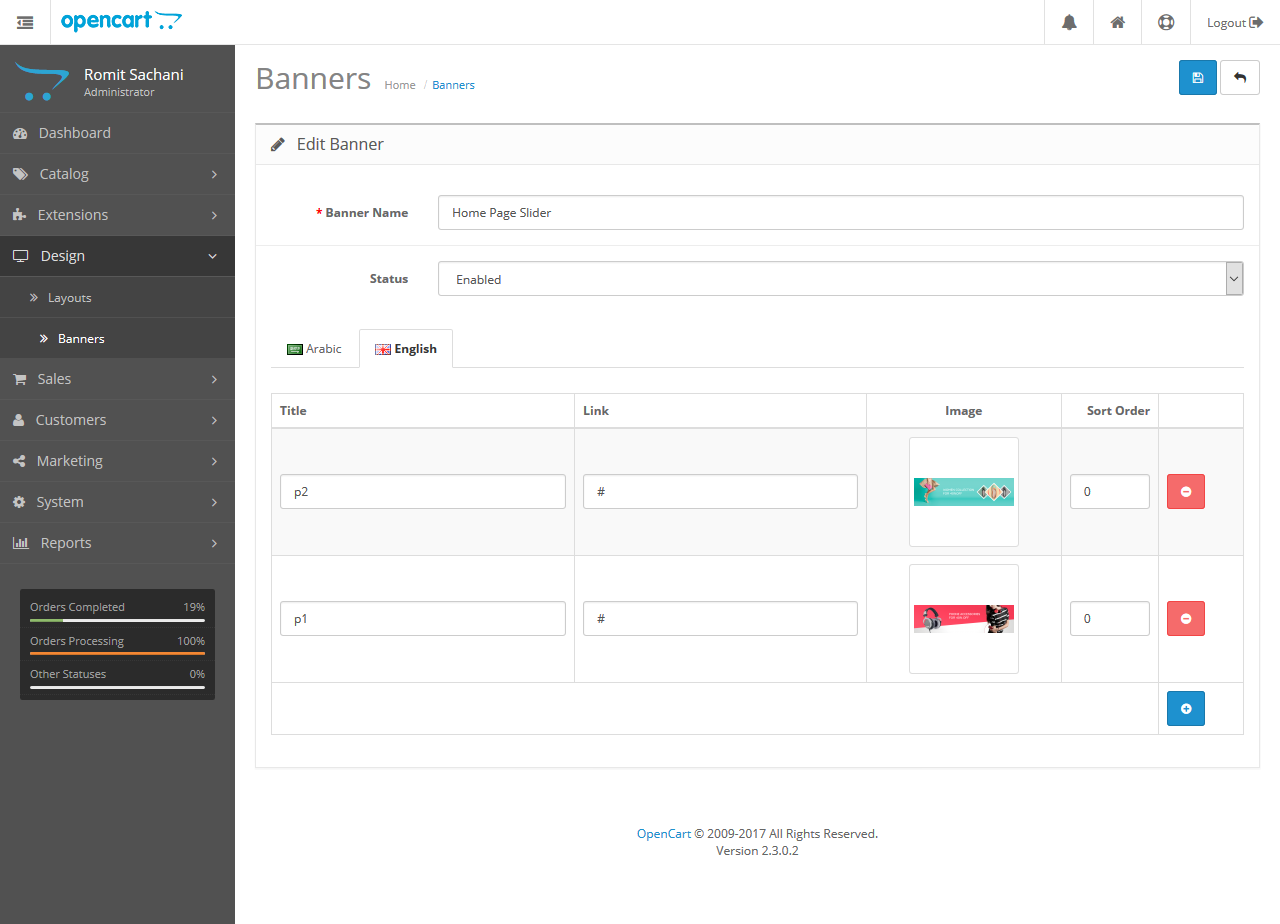 opencart
Logout
Romit Sachani
Administrator
Dashboard
Catalog
Extensions
Design
Layouts
Banners
Sales
Customers
Marketing
System
Reports
Orders Completed 19%
Orders Processing 100%
Other Statuses 0%
Banners Home / Banners
Edit Banner
* Banner Name Home Page Slider
Status Enabled
Arabic English
Title Link Image Sort Order
p2 # 0
p1 # 0
OpenCart © 2009-2017 All Rights Reserved.
Version 2.3.0.2